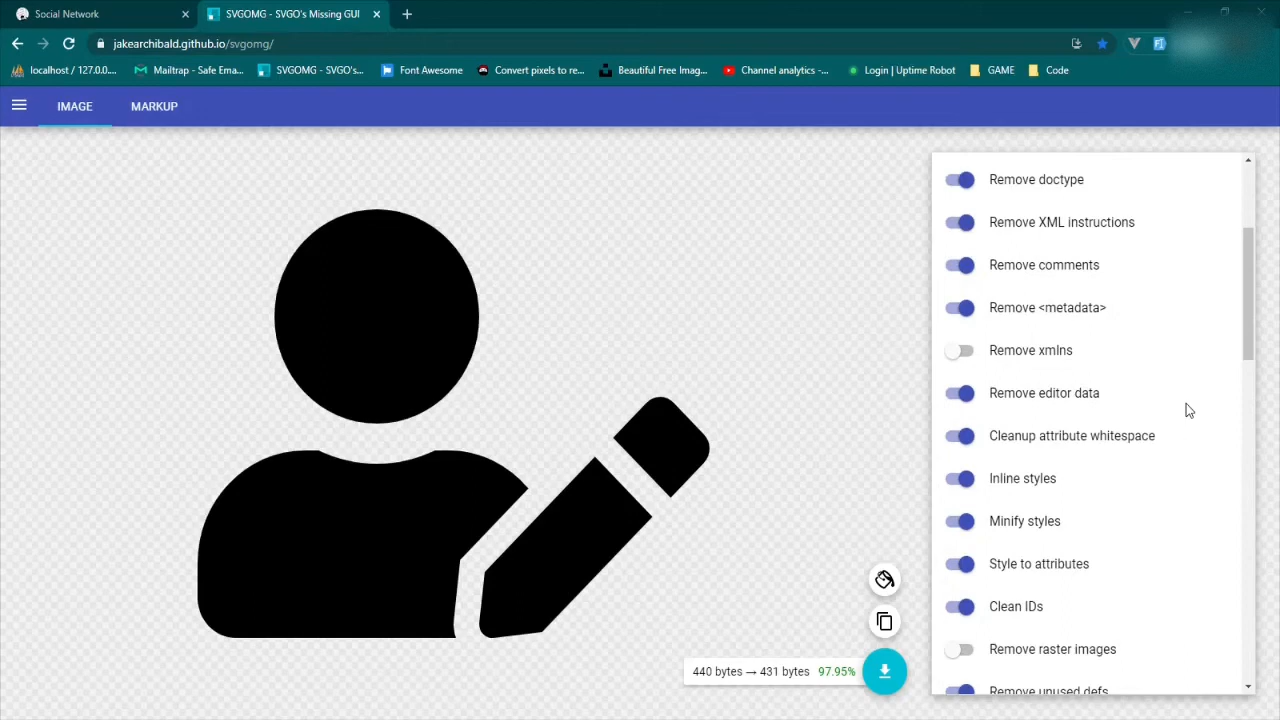 Social Network
SVGOMG - SVGO's Missing GUI
jakearchibald.github.io/svgomg/
localhost / 127.0.0....
Mailtrap - Safe Ema...
SVGOMG - SVGO's...
Font Awesome
Convert pixels to re...
Beautiful Free Imag...
Channel analytics -...
Login | Uptime Robot
GAME
Code
IMAGE
MARKUP
Remove doctype
Remove XML instructions
Remove comments
Remove <metadata>
Remove xmlns
Remove editor data
Cleanup attribute whitespace
Inline styles
Minify styles
Style to attributes
Clean IDs
Remove raster images
Remove unused defs
440 bytes → 431 bytes 97.95%